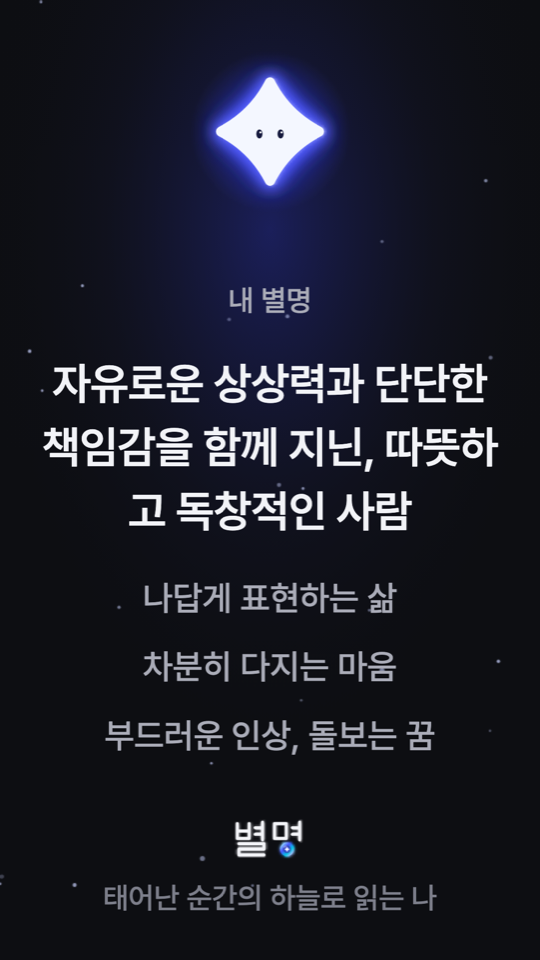 내 별명
자유로운 상상력과 단단한
책임감을 함께 지닌, 따뜻하
고 독창적인 사람
나답게 표현하는 삶
차분히 다지는 마움
부드러운 인상, 돌보는 꿈
별명
태어난 순간의 하늘로 읽는 나